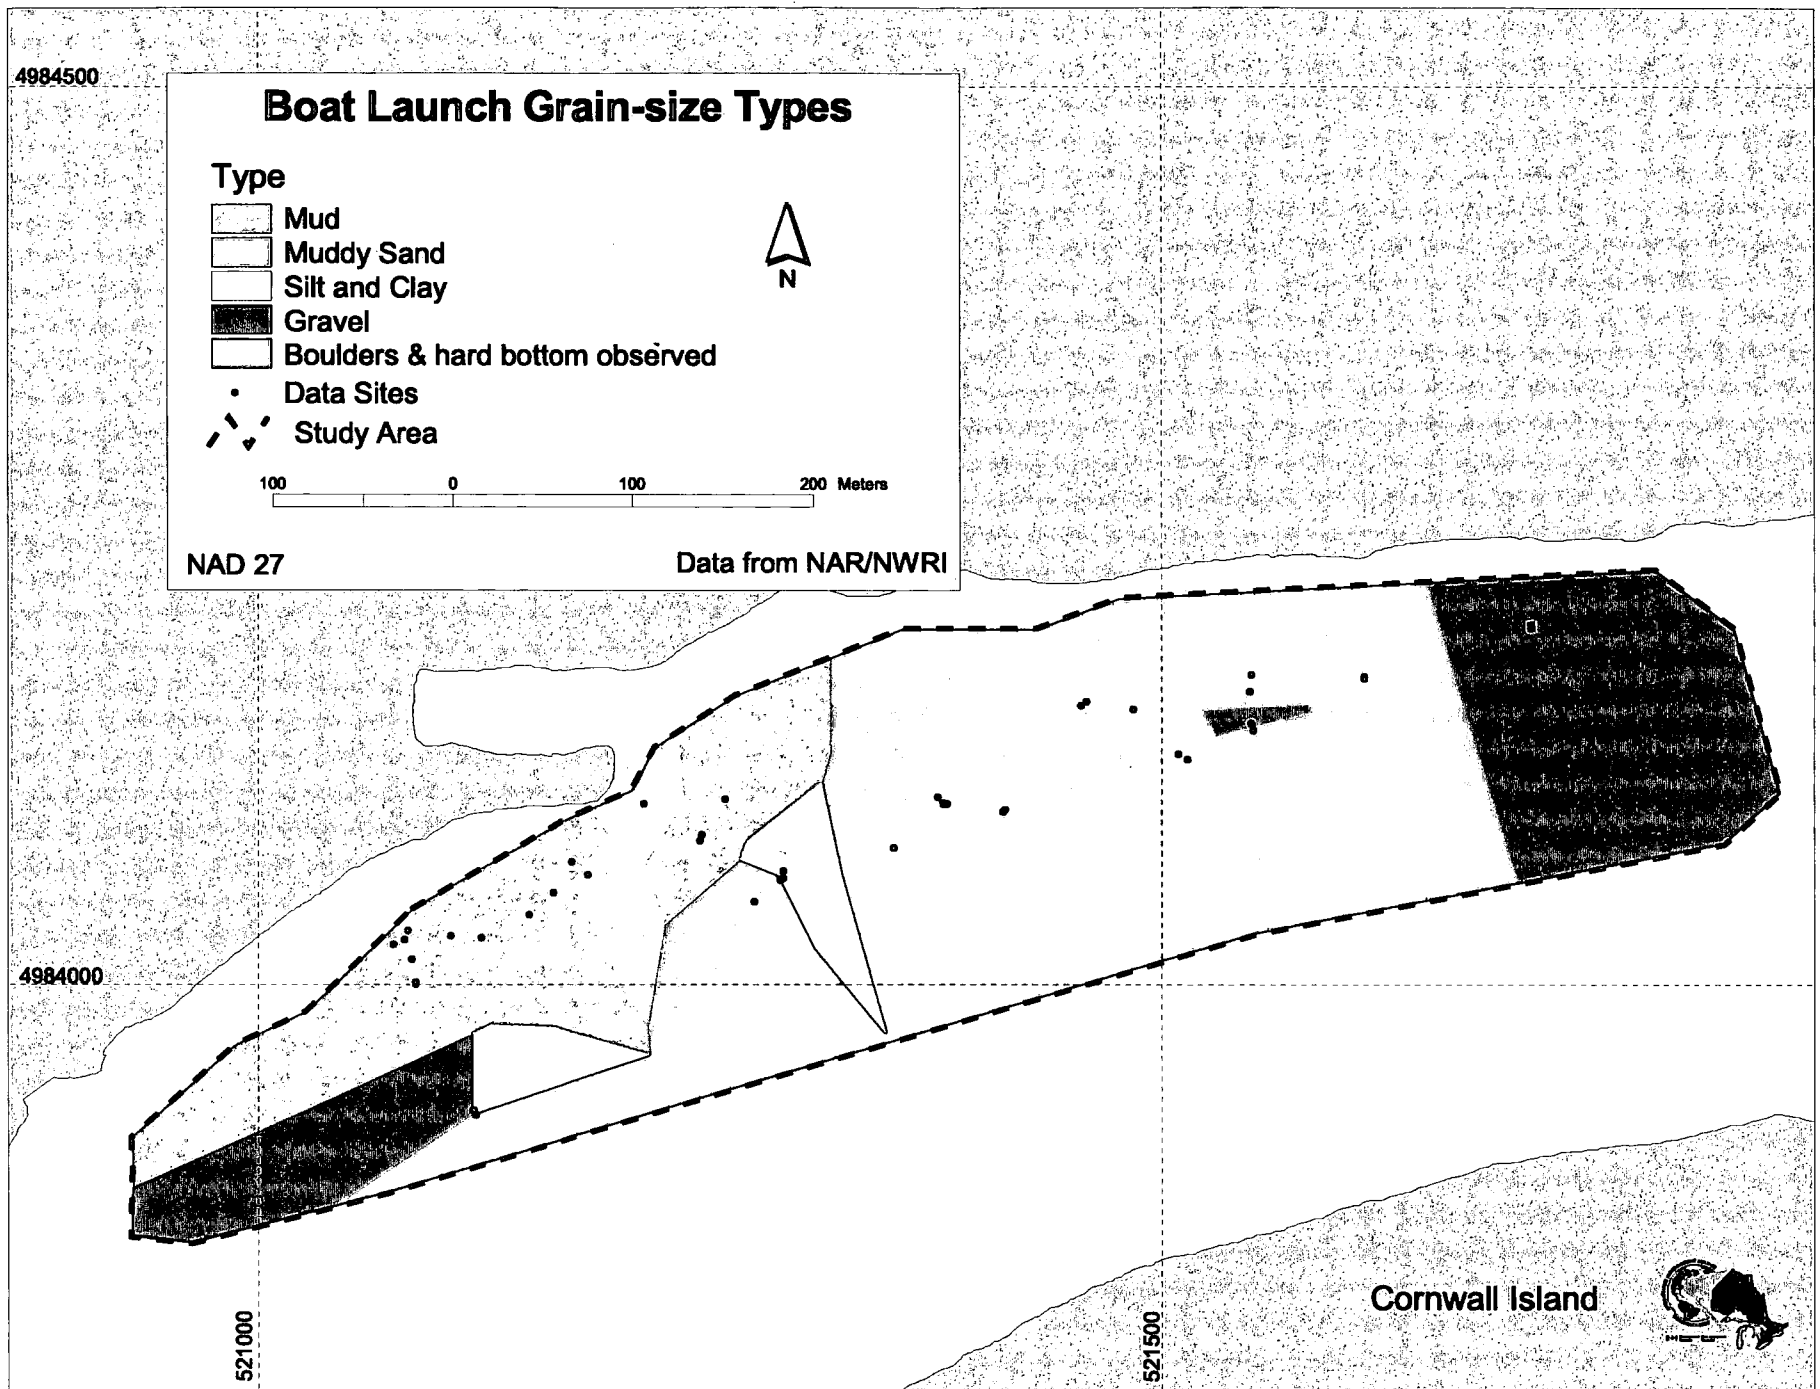 4984500
Boat Launch Grain-size Types
Type
Mud
Muddy Sand
Silt and Clay
Gravel
Boulders & hard bottom observed
Data Sites
Study Area
N
100 0 100 200 Meters
NAD 27 Data from NAR/NWRI
4984000
521000
521500
Cornwall Island